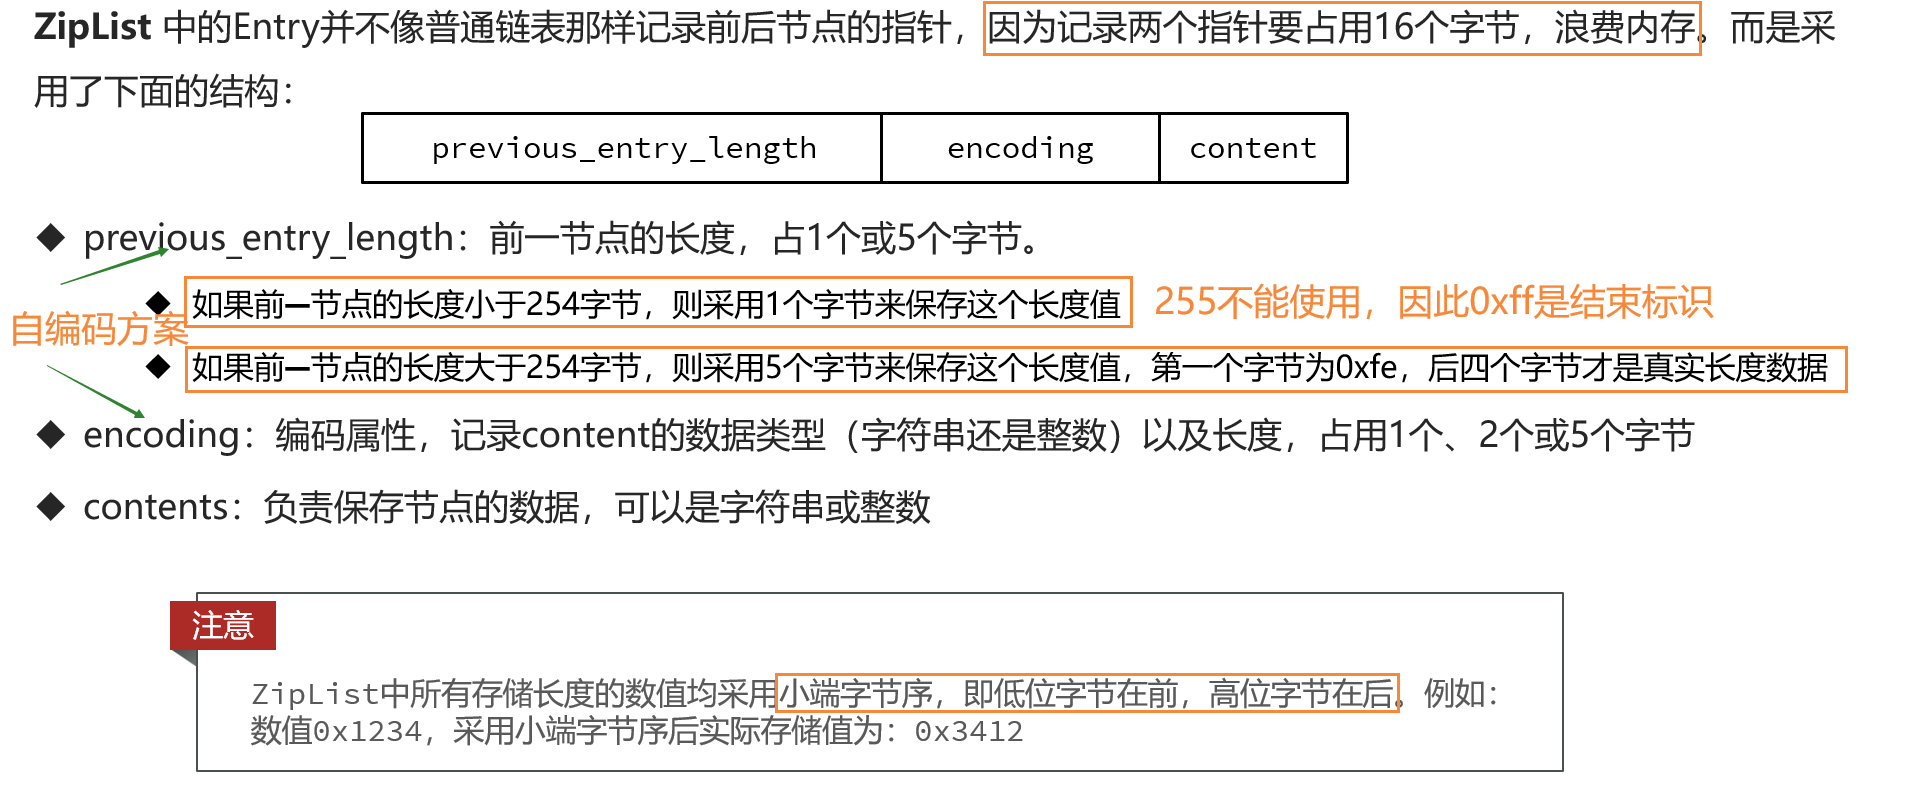 ZipList 中的Entry并不像普通链表那样记录前后节点的指针，因为记录两个指针要占用16个字节，浪费内存。而是采
用了下面的结构：
previous_entry_length encoding content
◆ previous_entry_length：前一节点的长度，占1个或5个字节。
◆ 如果前一节点的长度小于254字节，则采用1个字节来保存这个长度值 255不能使用，因此0xff是结束标识
自编码方案
◆ 如果前一节点的长度大于254字节，则采用5个字节来保存这个长度值，第一个字节为0xfe，后四个字节才是真实长度数据
◆ encoding：编码属性，记录content的数据类型（字符串还是整数）以及长度，占用1个、2个或5个字节
◆ contents：负责保存节点的数据，可以是字符串或整数
注意
ZipList中所有存储长度的数值均采用小端字节序，即低位字节在前，高位字节在后。例如：
数值0x1234，采用小端字节序后实际存储值为：0x3412